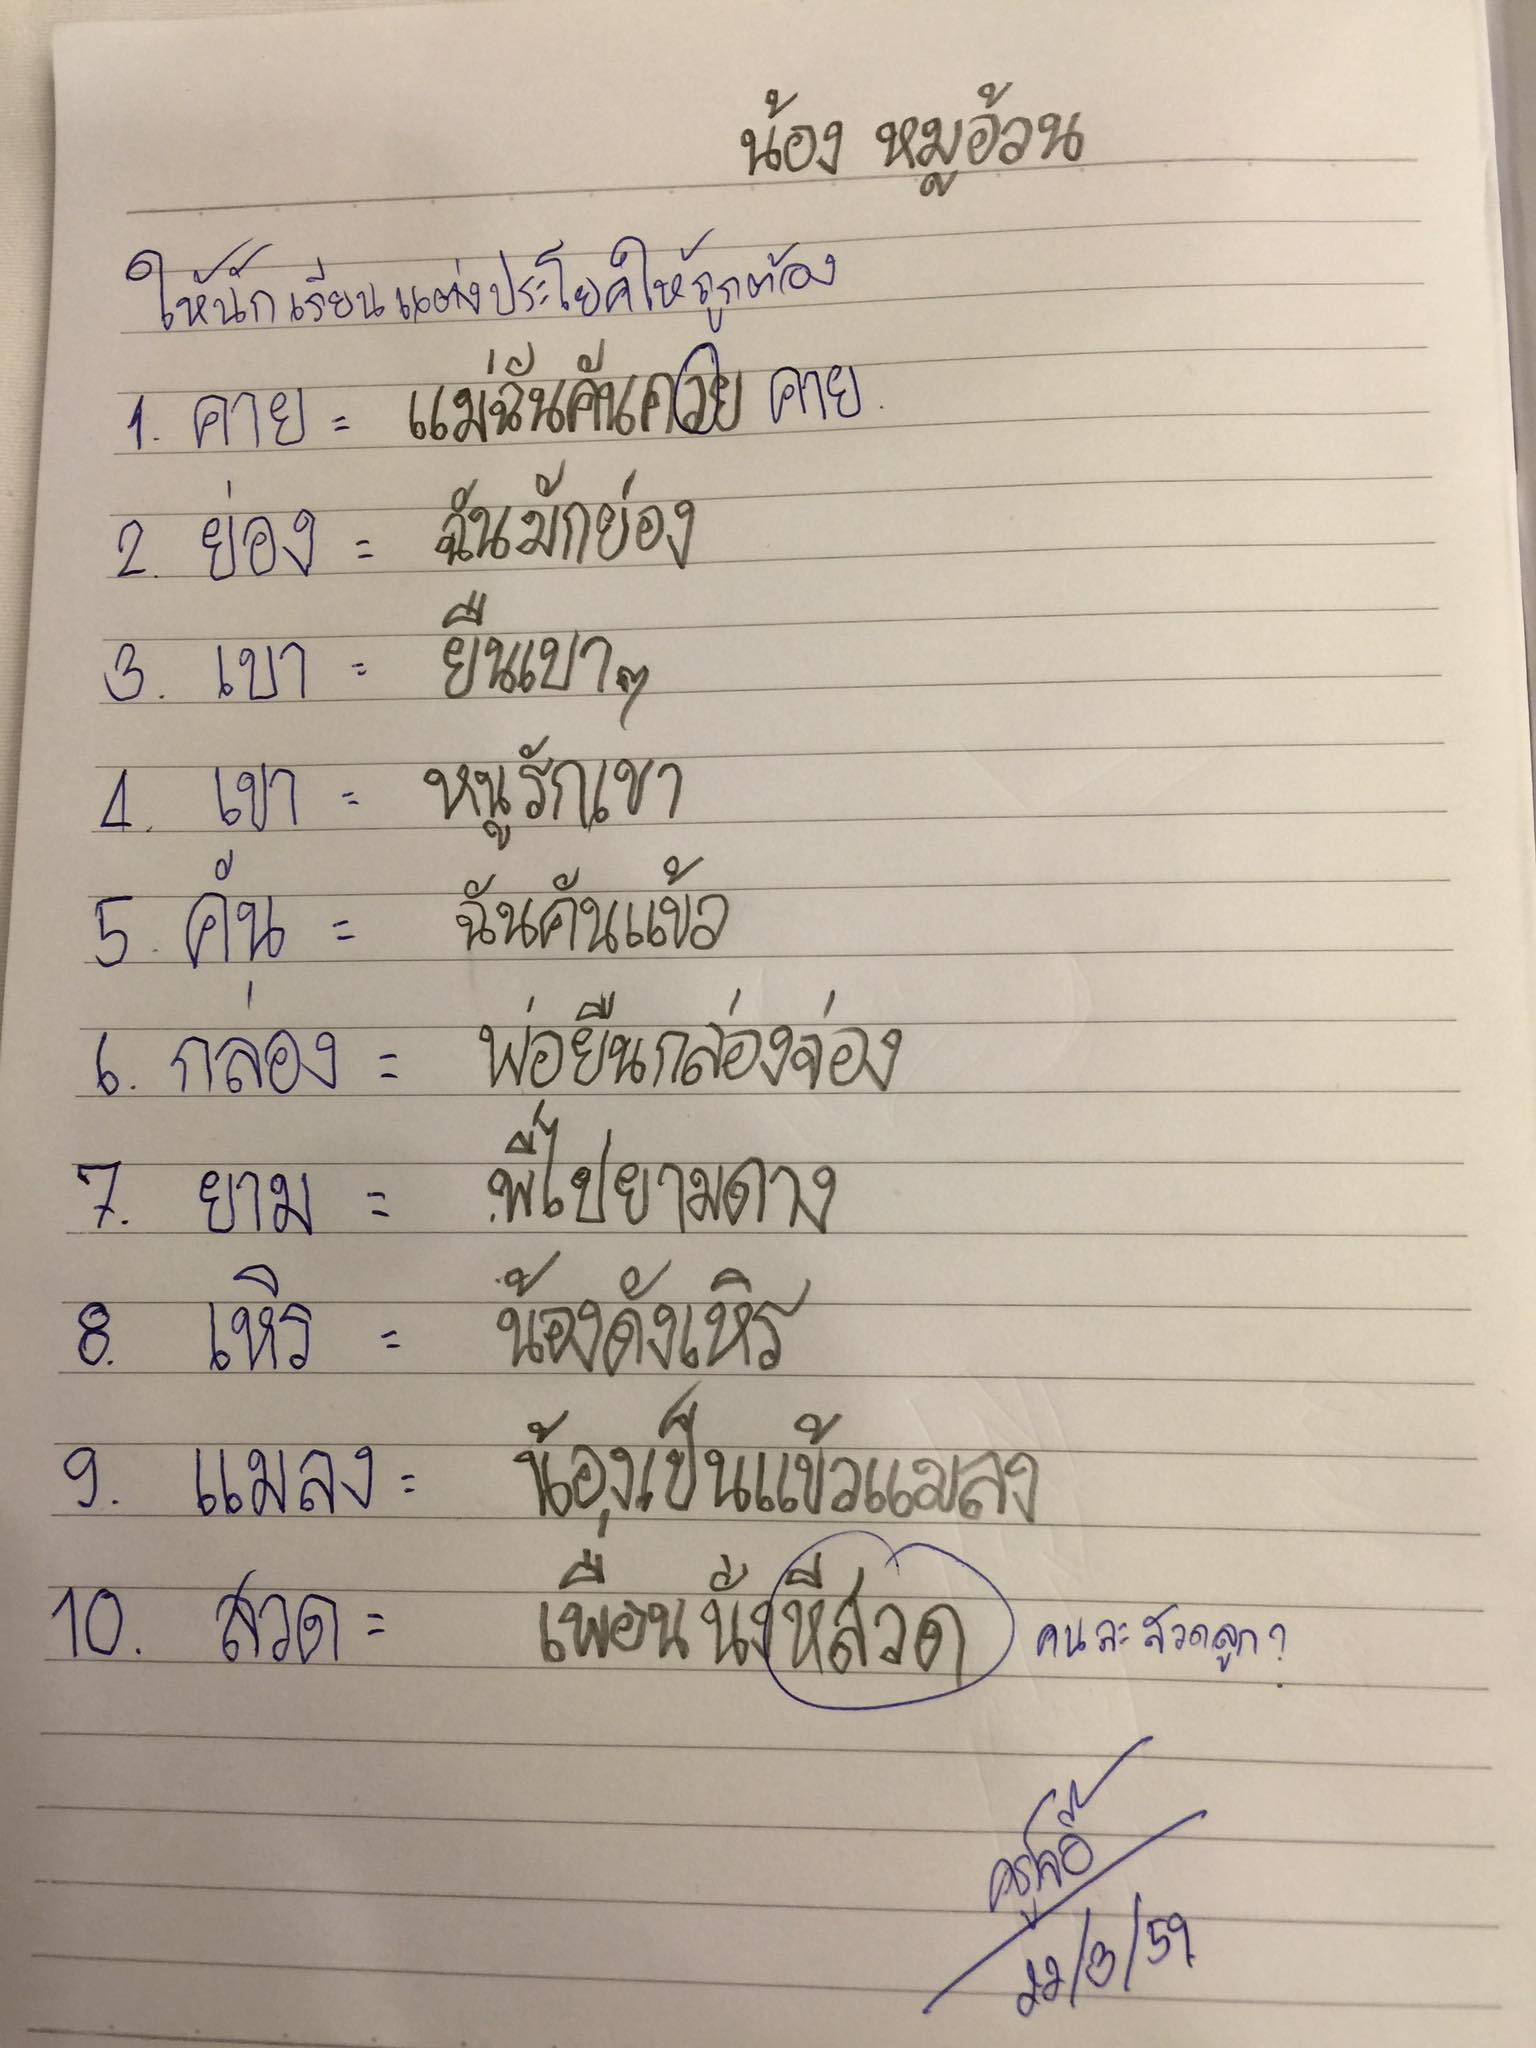 น้อง หมูอ้วน
ให้นักเรียนแต่งประโยคให้ถูกต้อง
1. คาย = แม่ฉันคันควย คาย.
2. ย่อง = ฉันมักย่อง
3. เบา = ยืนเบาๆ
4. เขา = หนูรักเขา
5. คัน = ฉันคันแข้ว
6. กล่อง = พ่อยืนกล่องจ่อง
7. ยาม = พี่ไปยามดาง
8. เหิร = น้องดังเหิร
9. แมลง = น้องเป็นแข้วแมลง
10. สวด = เพื่อนนั่งหีสวด คนละสวดลูก?
22/3/59